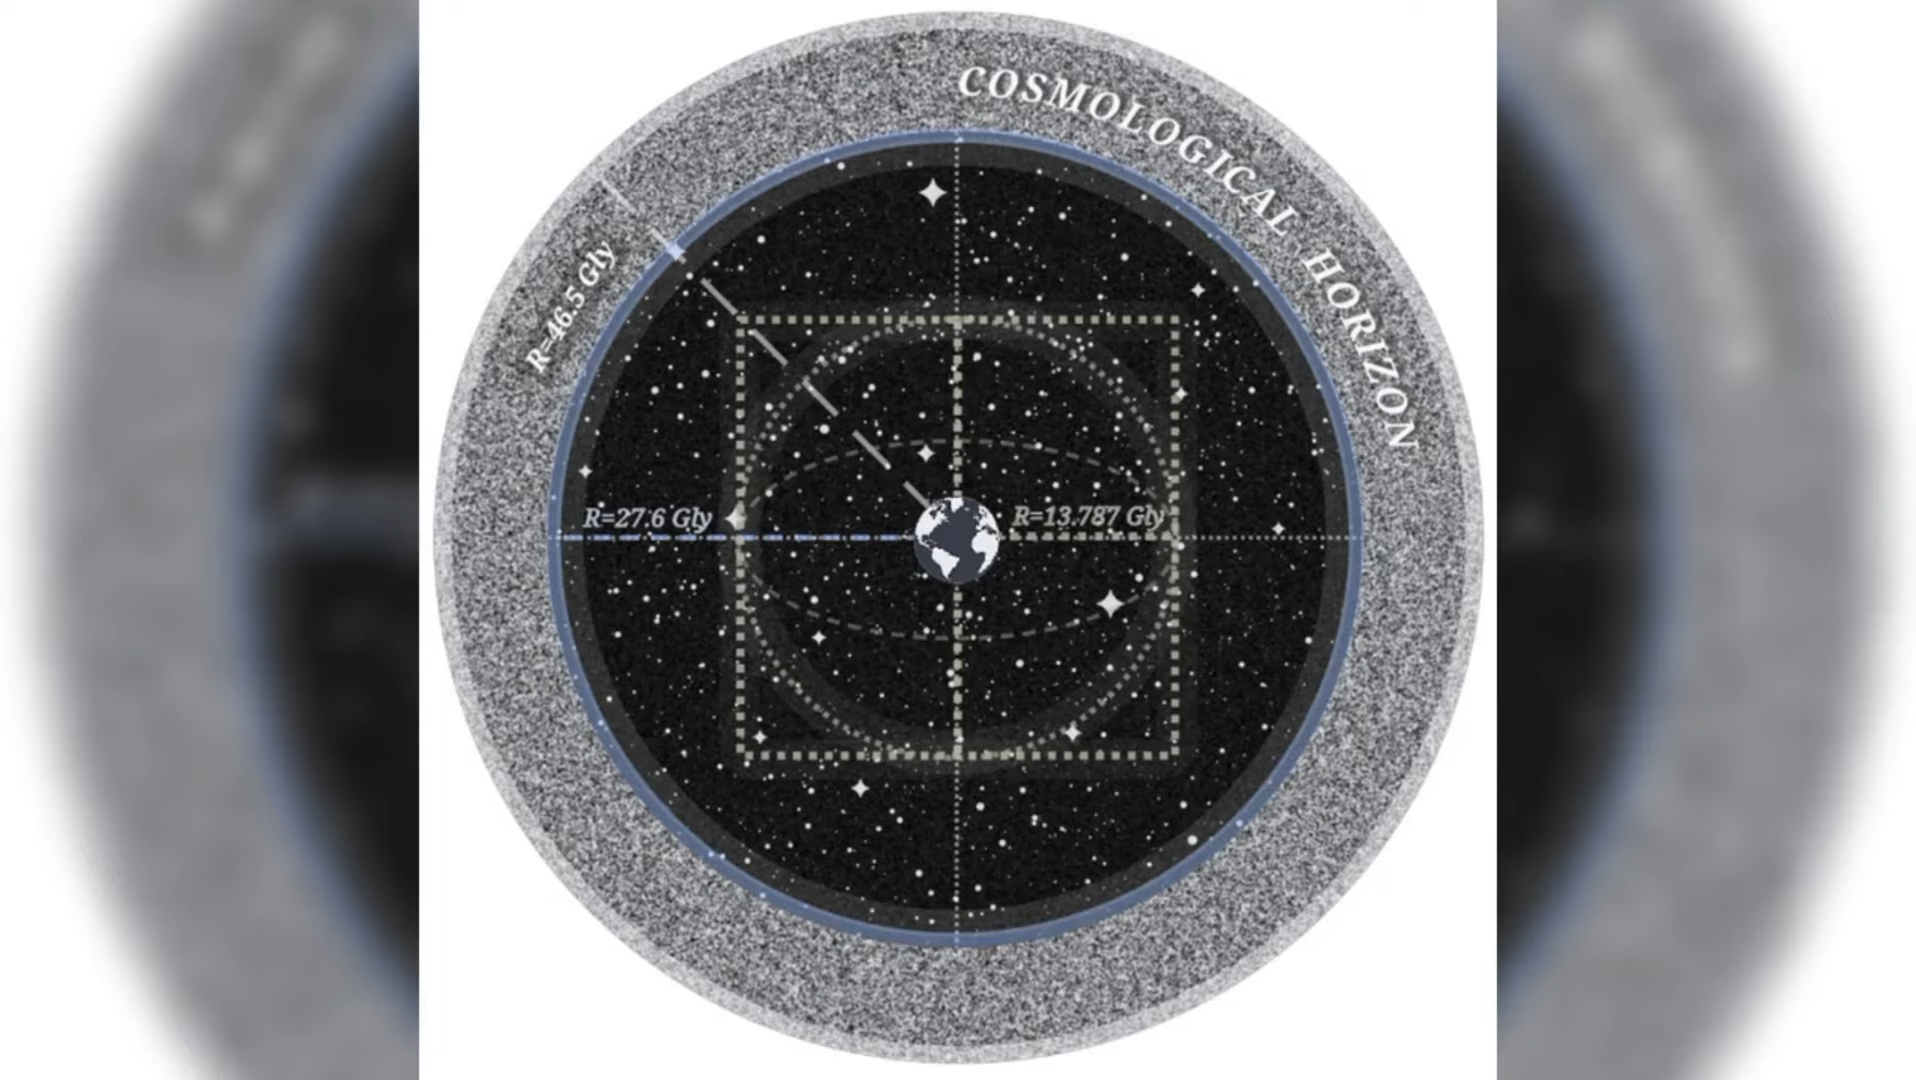 COSMOLOGICAL HORIZON
R=46.5 Gly
R=27.6 Gly
R=13.787 Gly